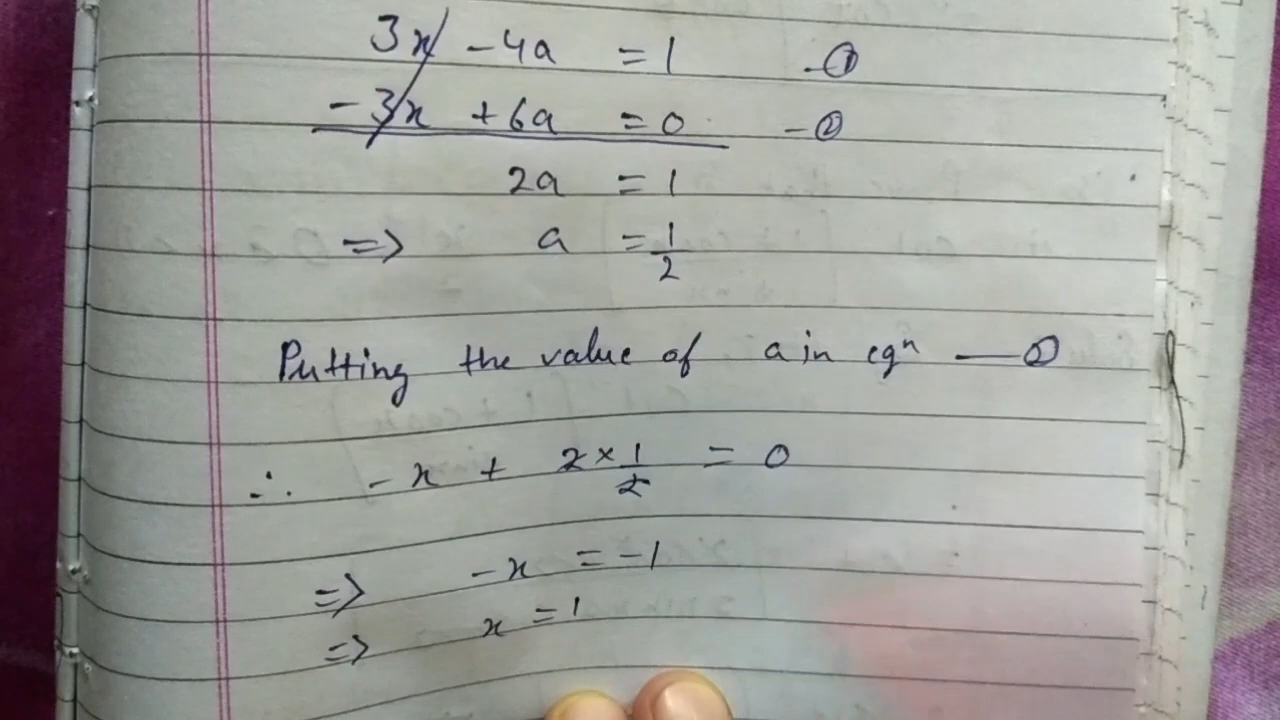 3x - 4a = 1 - ①
- 3x + 6a = 0 - ②
2a = 1
=> a = 1/2
Putting the value of a in eqn — ②
∴ - x + 2 × 1/2 = 0
=> - x = - 1
=> x = 1